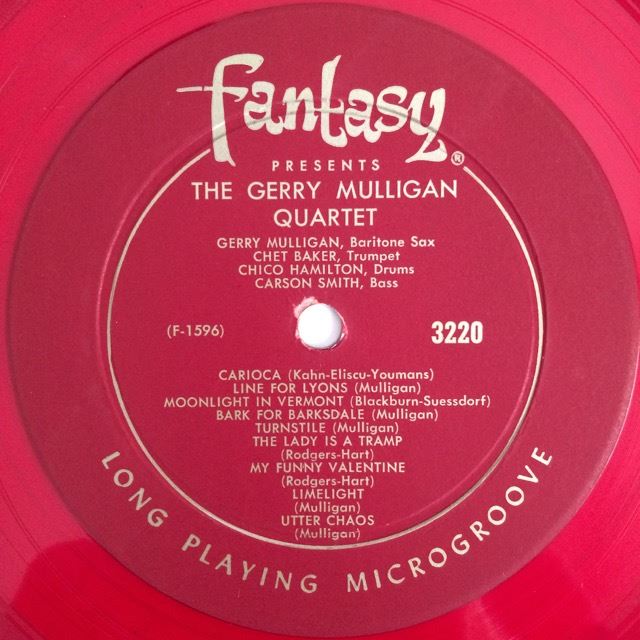 Fantasy®
PRESENTS
THE GERRY MULLIGAN
QUARTET
GERRY MULLIGAN, Baritone Sax
CHET BAKER, Trumpet
CHICO HAMILTON, Drums
CARSON SMITH, Bass
(F-1596) 3220
CARIOCA (Kahn-Eliscu-Youmans)
LINE FOR LYONS (Mulligan)
MOONLIGHT IN VERMONT (Blackburn-Suessdorf)
BARK FOR BARKSDALE (Mulligan)
TURNSTILE (Mulligan)
THE LADY IS A TRAMP
(Rodgers-Hart)
MY FUNNY VALENTINE
(Rodgers-Hart)
LIMELIGHT
(Mulligan)
UTTER CHAOS
(Mulligan)
LONG PLAYING MICROGROOVE